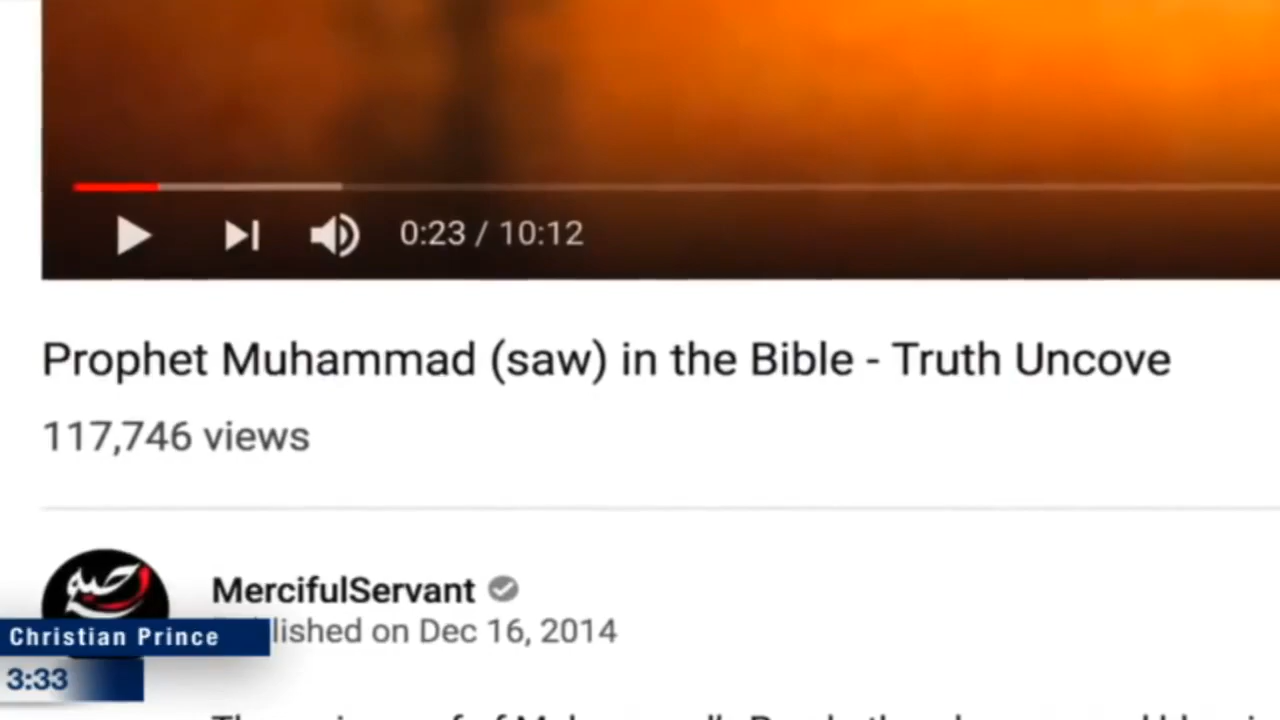 0:23 / 10:12
Prophet Muhammad (saw) in the Bible - Truth Uncove
117,746 views
MercifulServant
lished on Dec 16, 2014
Christian Prince
3:33